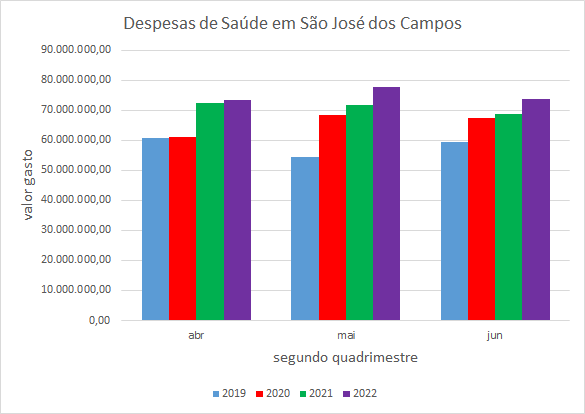 Despesas de Saúde em São José dos Campos
90.000.000,00
80.000.000,00
70.000.000,00
60.000.000,00
50.000.000,00
40.000.000,00
30.000.000,00
20.000.000,00
10.000.000,00
0,00
valor gasto
abr mai jun
segundo quadrimestre
2019 2020 2021 2022